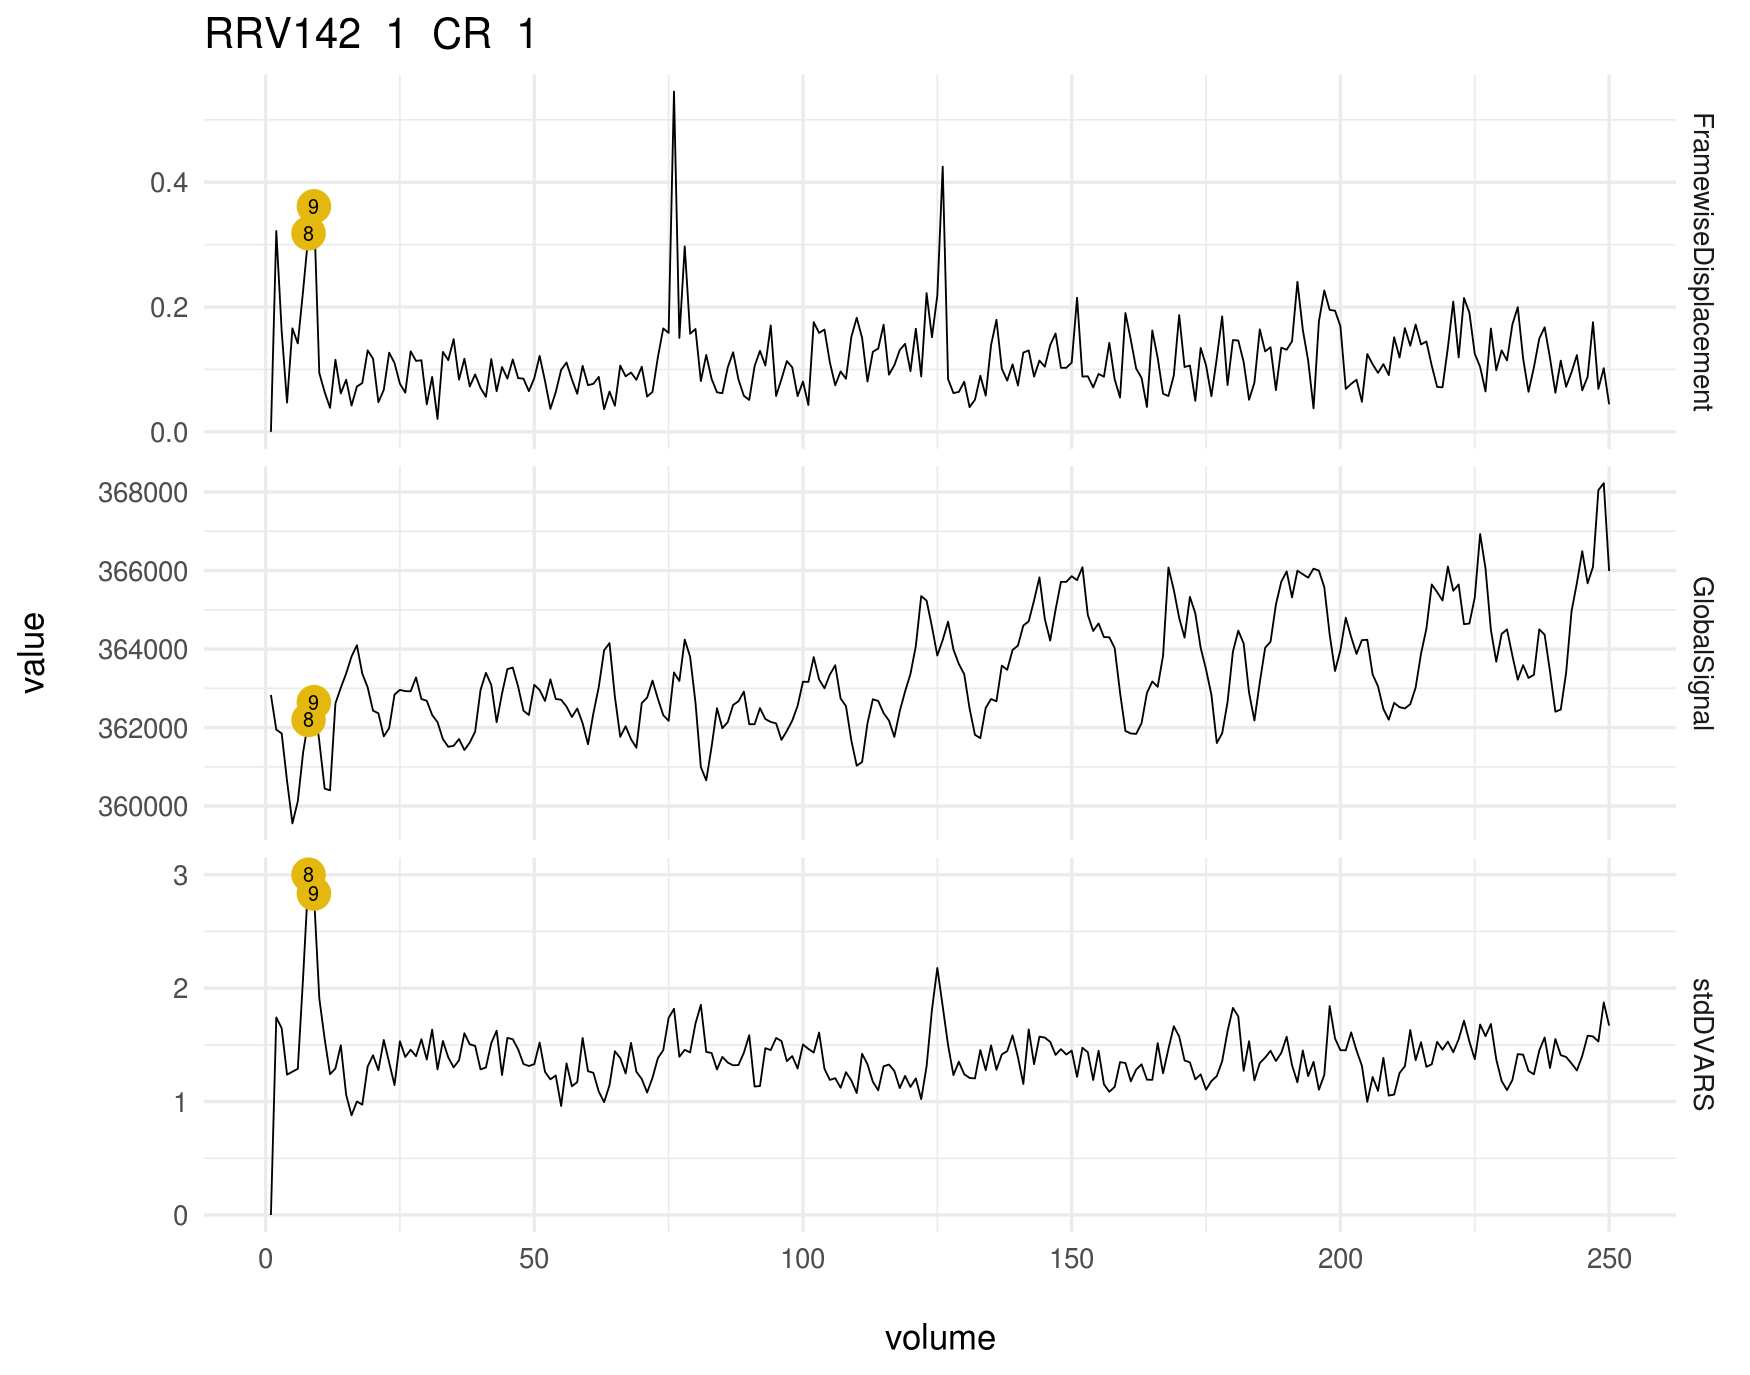 RRV142  1  CR  1
0.4
0.2
0.0
9
8
FramewiseDisplacement
368000
366000
364000
362000
360000
9
8
GlobalSignal
value
3
2
1
0
8
9
stdDVARS
0 50 100 150 200 250
volume